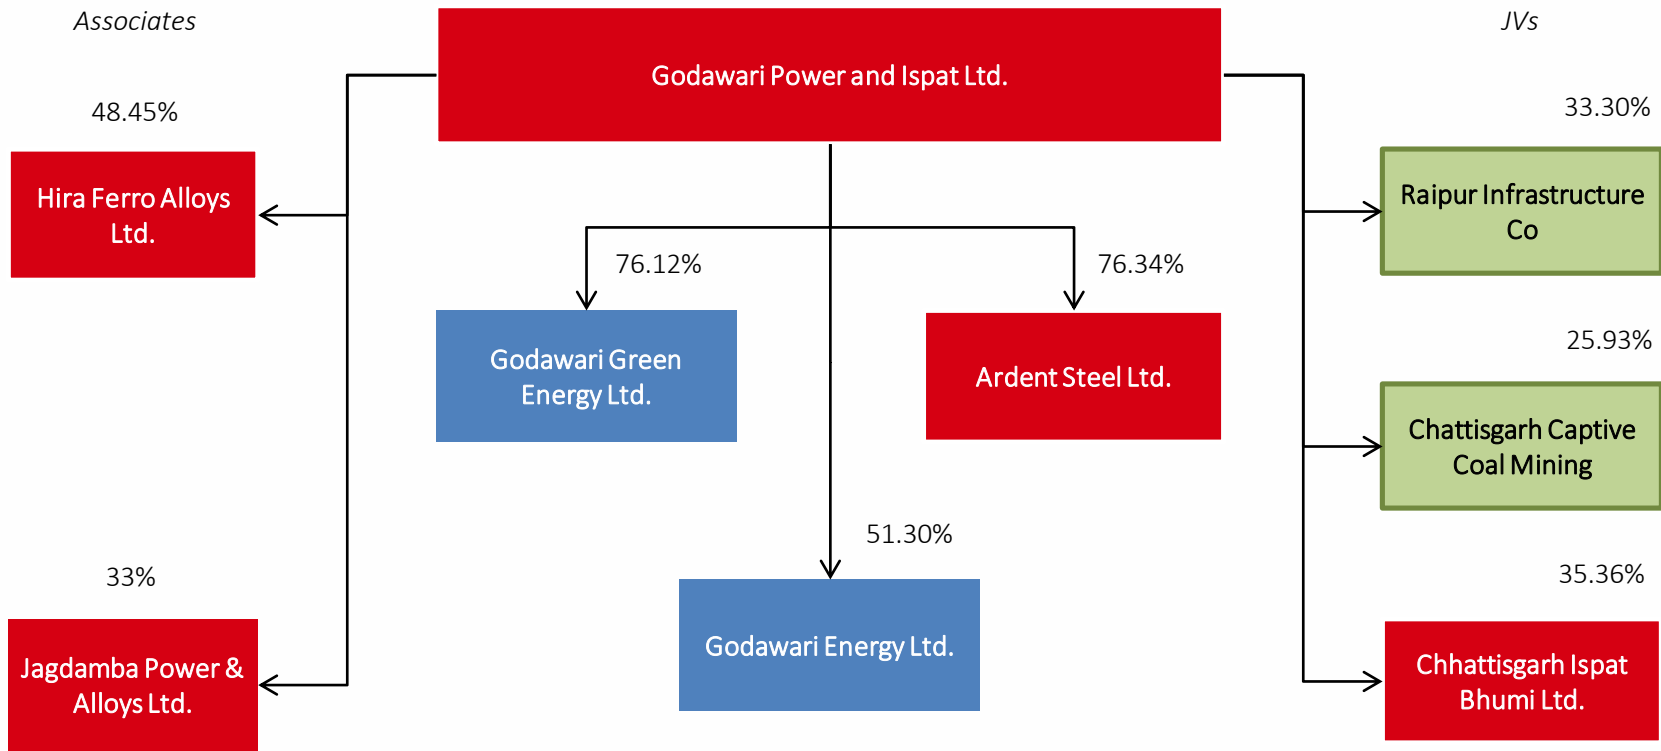 Associates
JVs
Godawari Power and Ispat Ltd.
48.45%
33.30%
Hira Ferro Alloys
Ltd.
Raipur Infrastructure
Co
76.12%
76.34%
25.93%
Godawari Green
Energy Ltd.
Ardent Steel Ltd.
Chattisgarh Captive
Coal Mining
51.30%
33%
35.36%
Godawari Energy Ltd.
Jagdamba Power &
Alloys Ltd.
Chhattisgarh Ispat
Bhumi Ltd.